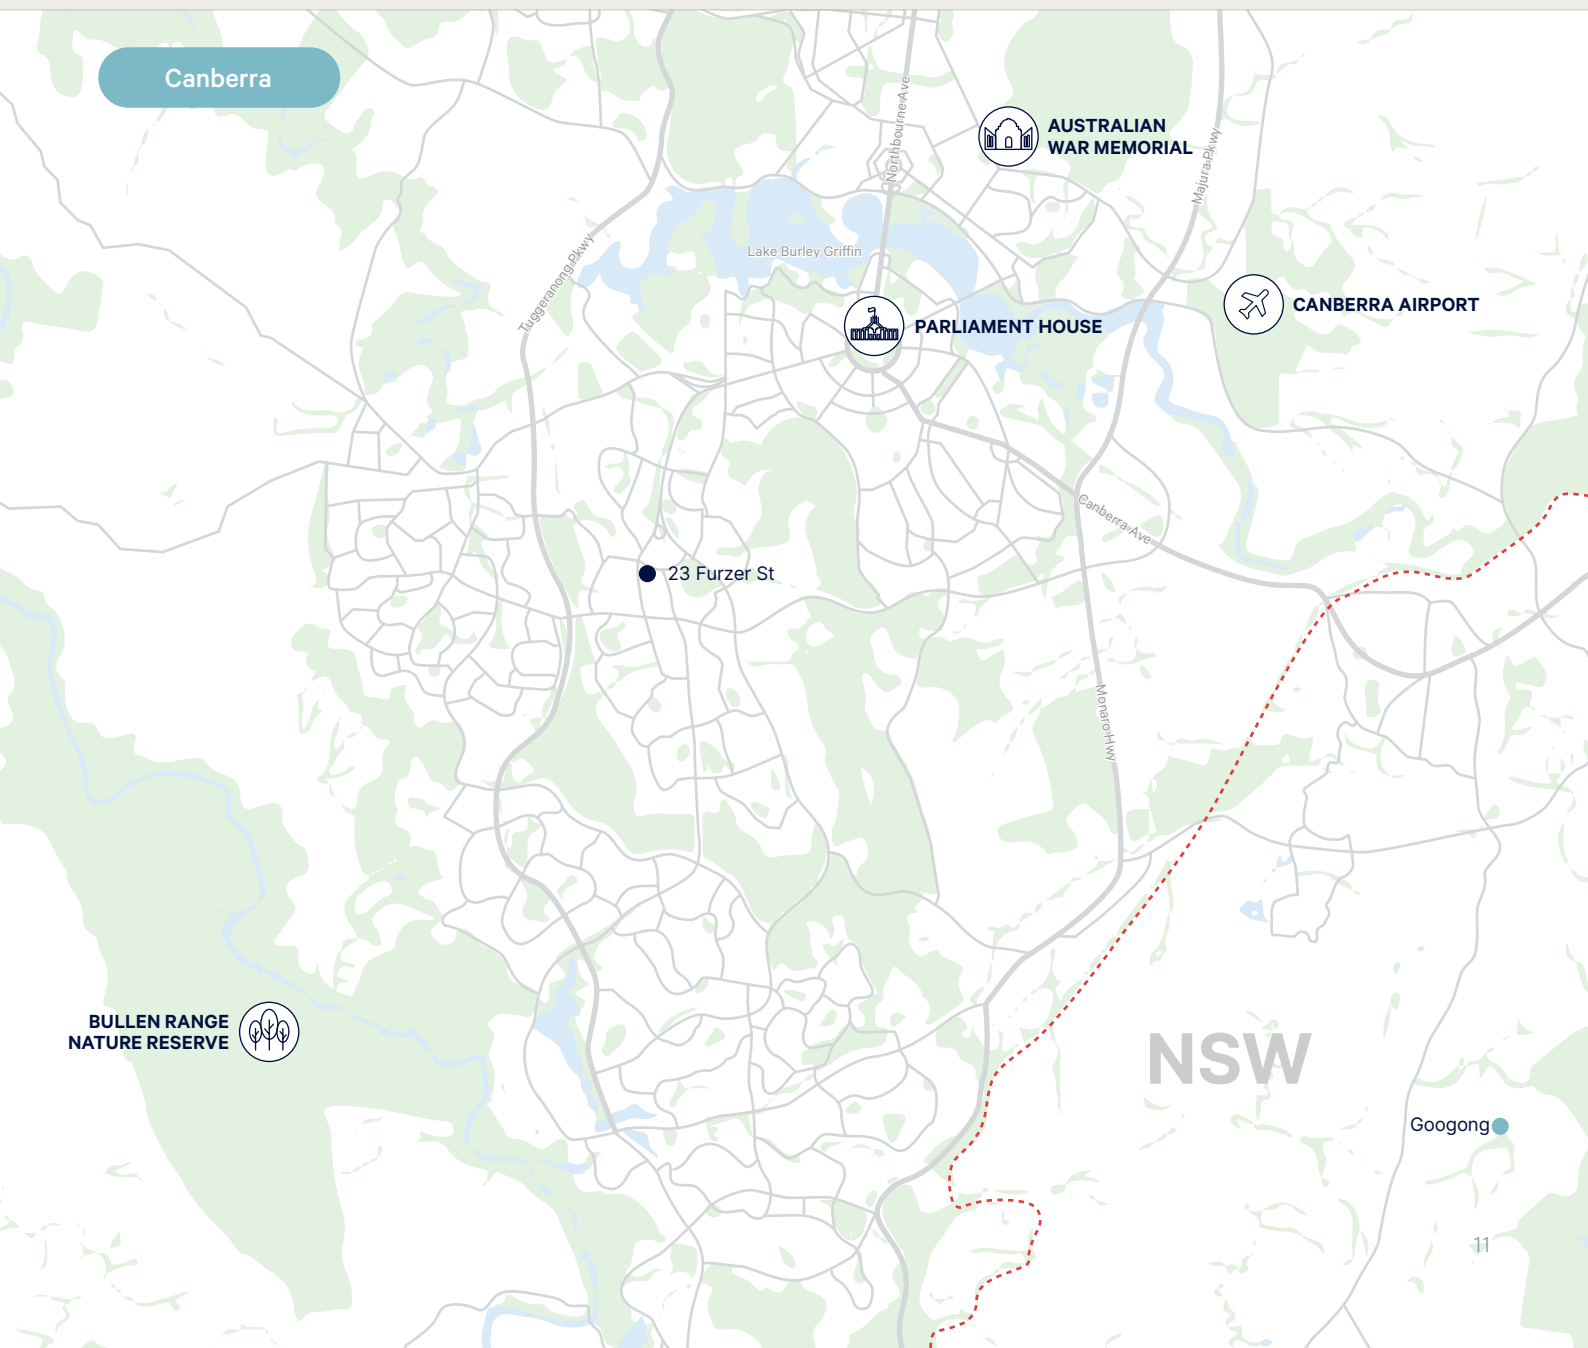 Canberra
Northbourne Ave
AUSTRALIAN
WAR MEMORIAL
Majura Pkwy
Tuggeranong Pkwy
Lake Burley Griffin
CANBERRA AIRPORT
PARLIAMENT HOUSE
Canberra Ave
23 Furzer St
Monaro Hwy
BULLEN RANGE
NATURE RESERVE
NSW
Googong
11